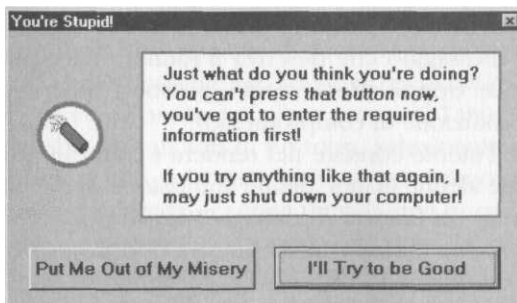 You're Stupid!
Just what do you think you're doing?
You can't press that button now,
you've got to enter the required
information first!
If you try anything like that again, I
may just shut down your computer!
Put Me Out of My Misery
I'll Try to be Good